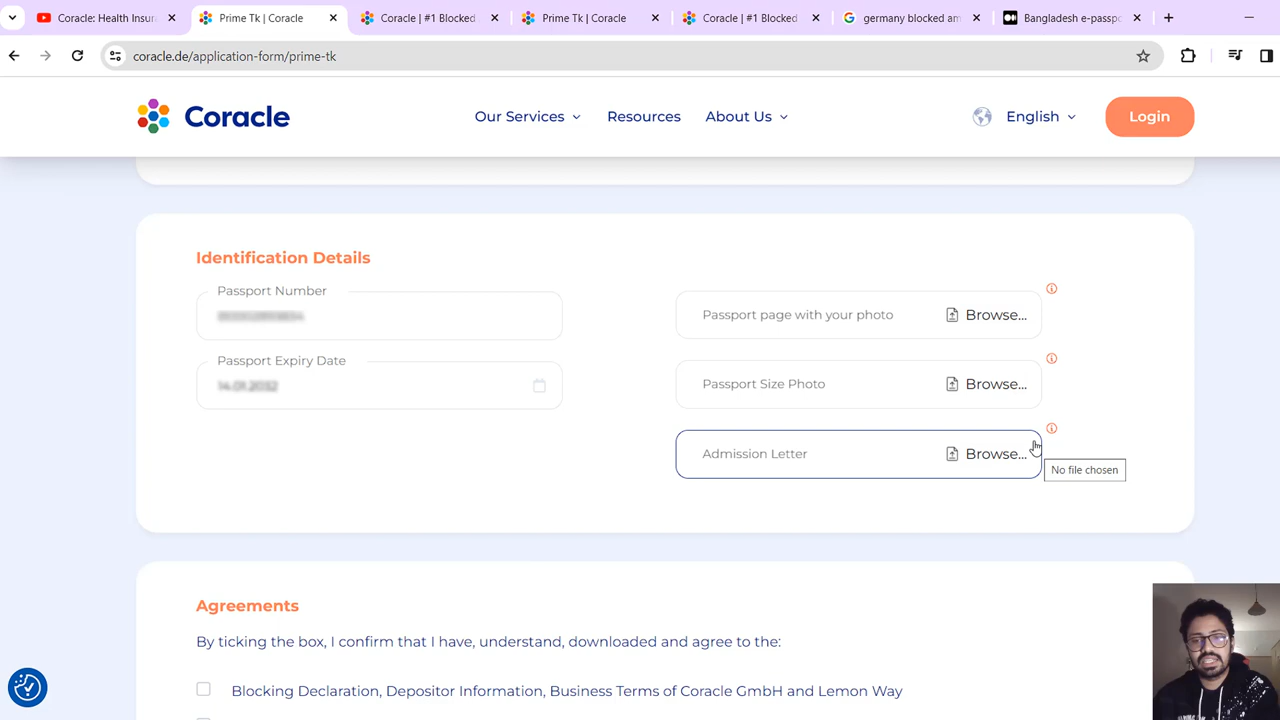 Coracle: Health Insur
Prime Tk | Coracle
Coracle | #1 Blocked
Prime Tk | Coracle
Coracle | #1 Blocked
germany blocked am
Bangladesh e-passpo
coracle.de/application-form/prime-tk
Coracle
Our Services
Resources
About Us
English
Login
Identification Details
Passport Number
Passport page with your photo
Browse...
Passport Expiry Date
14.01.2032
Passport Size Photo
Browse...
Admission Letter
Browse...
No file chosen
Agreements
By ticking the box, I confirm that I have, understand, downloaded and agree to the:
Blocking Declaration, Depositor Information, Business Terms of Coracle GmbH and Lemon Way